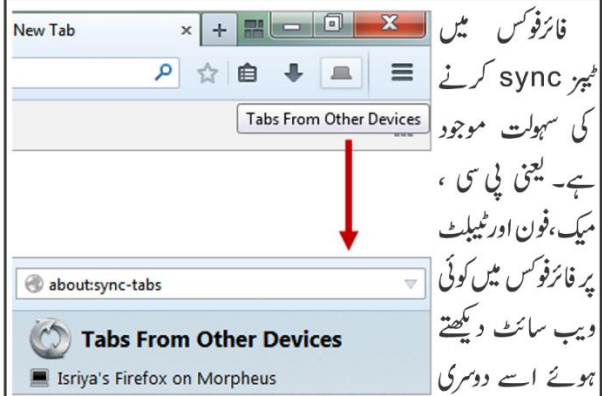 فائرفوکس میں
ٹیبز sync کرنے
کی سہولت موجود
ہے۔ یعنی پی سی ،
میک،فون اور ٹیبلٹ
پر فائرفوکس میں کوئی
ویب سائٹ دیکھتے
ہوئے اسے دوسری
New Tab
Tabs From Other Devices
about:sync-tabs
Tabs From Other Devices
Isriya's Firefox on Morpheus